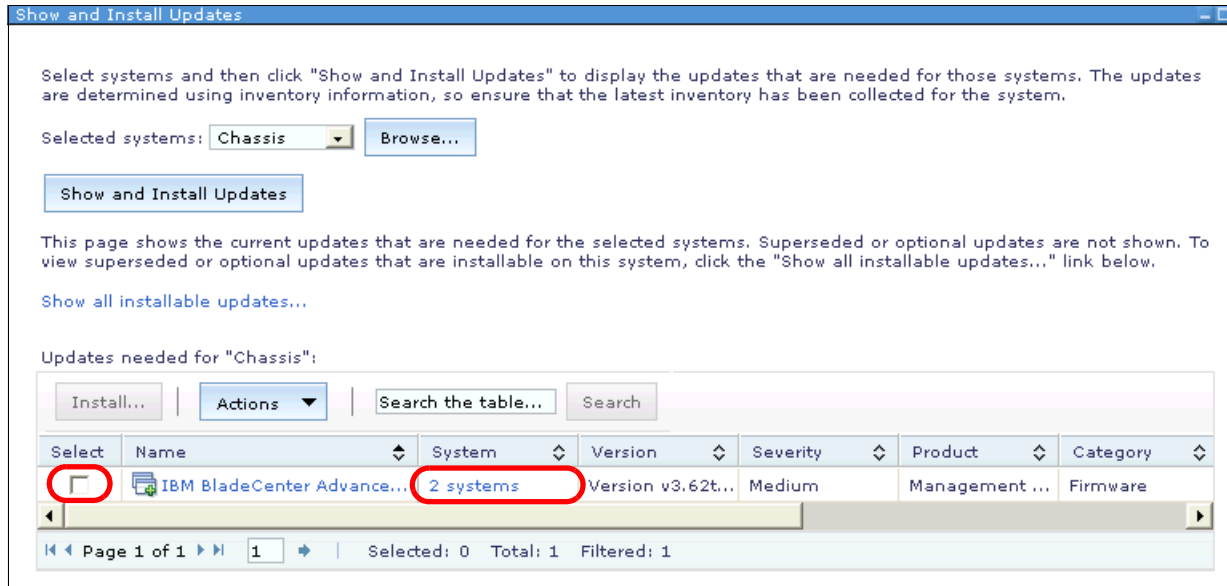 Show and Install Updates
Select systems and then click "Show and Install Updates" to display the updates that are needed for those systems. The updates
are determined using inventory information, so ensure that the latest inventory has been collected for the system.
Selected systems: Chassis Browse...
Show and Install Updates
This page shows the current updates that are needed for the selected systems. Superseded or optional updates are not shown. To
view superseded or optional updates that are installable on this system, click the "Show all installable updates..." link below.
Show all installable updates...
Updates needed for "Chassis":
Install... Actions Search the table... Search
Select Name System Version Severity Product Category
IBM BladeCenter Advance... 2 systems Version v3.62t... Medium Management ... Firmware
Page 1 of 1 1 Selected: 0 Total: 1 Filtered: 1